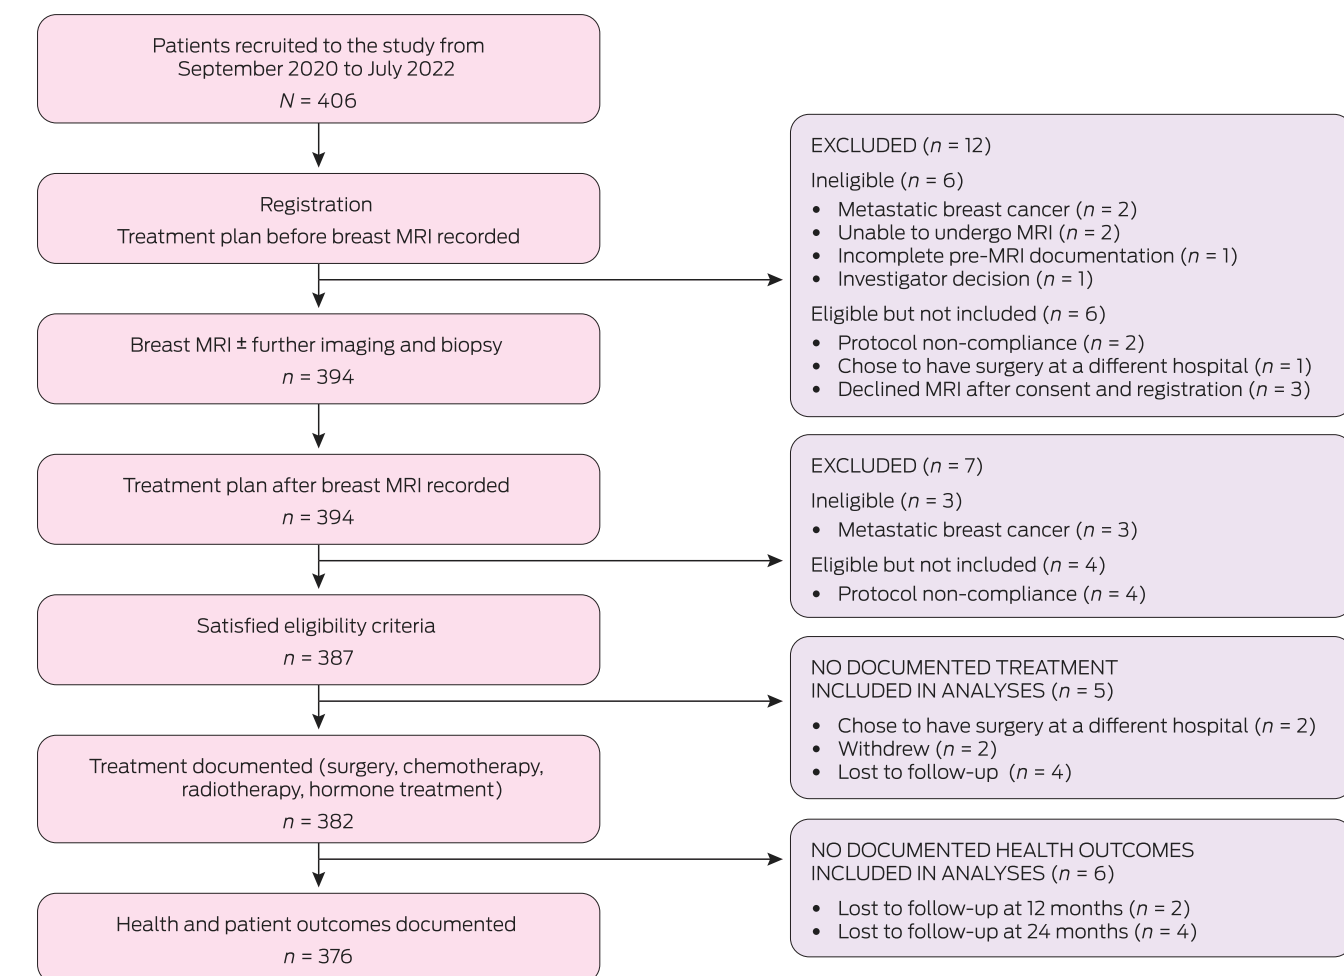 Patients recruited to the study from
September 2020 to July 2022
N = 406
Registration
Treatment plan before breast MRI recorded
EXCLUDED (n = 12)
Ineligible (n = 6)
• Metastatic breast cancer (n = 2)
• Unable to undergo MRI (n = 2)
• Incomplete pre-MRI documentation (n = 1)
• Investigator decision (n = 1)
Eligible but not included (n = 6)
• Protocol non-compliance (n = 2)
• Chose to have surgery at a different hospital (n = 1)
• Declined MRI after consent and registration (n = 3)
Breast MRI ± further imaging and biopsy
n = 394
Treatment plan after breast MRI recorded
n = 394
EXCLUDED (n = 7)
Ineligible (n = 3)
• Metastatic breast cancer (n = 3)
Eligible but not included (n = 4)
• Protocol non-compliance (n = 4)
Satisfied eligibility criteria
n = 387
NO DOCUMENTED TREATMENT
INCLUDED IN ANALYSES (n = 5)
• Chose to have surgery at a different hospital (n = 2)
• Withdrew (n = 2)
• Lost to follow-up (n = 4)
Treatment documented (surgery, chemotherapy,
radiotherapy, hormone treatment)
n = 382
NO DOCUMENTED HEALTH OUTCOMES
INCLUDED IN ANALYSES (n = 6)
• Lost to follow-up at 12 months (n = 2)
• Lost to follow-up at 24 months (n = 4)
Health and patient outcomes documented
n = 376